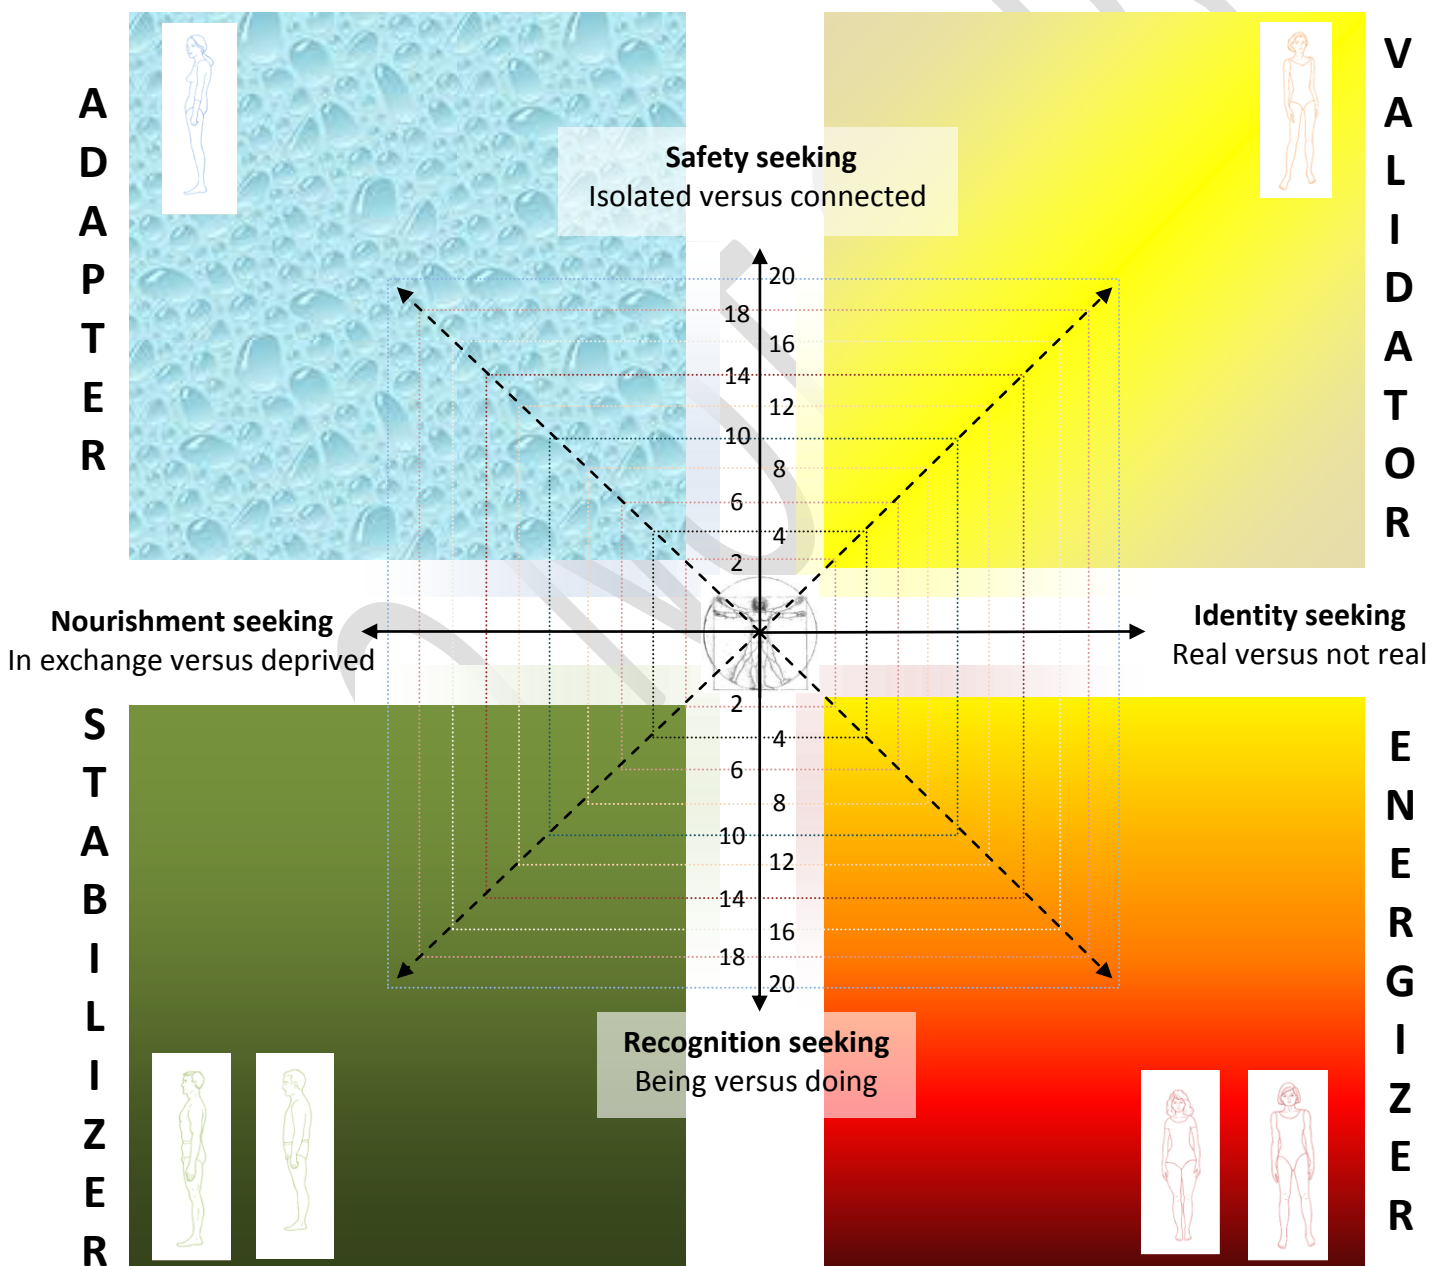 ADAPTER
VALIDATOR
Safety seeking
Isolated versus connected
20
18
16
14
12
10
8
6
4
2
Nourishment seeking
In exchange versus deprived
Identity seeking
Real versus not real
STABILIZER
ENERGIZER
2
4
6
8
10
12
14
16
18
20
Recognition seeking
Being versus doing